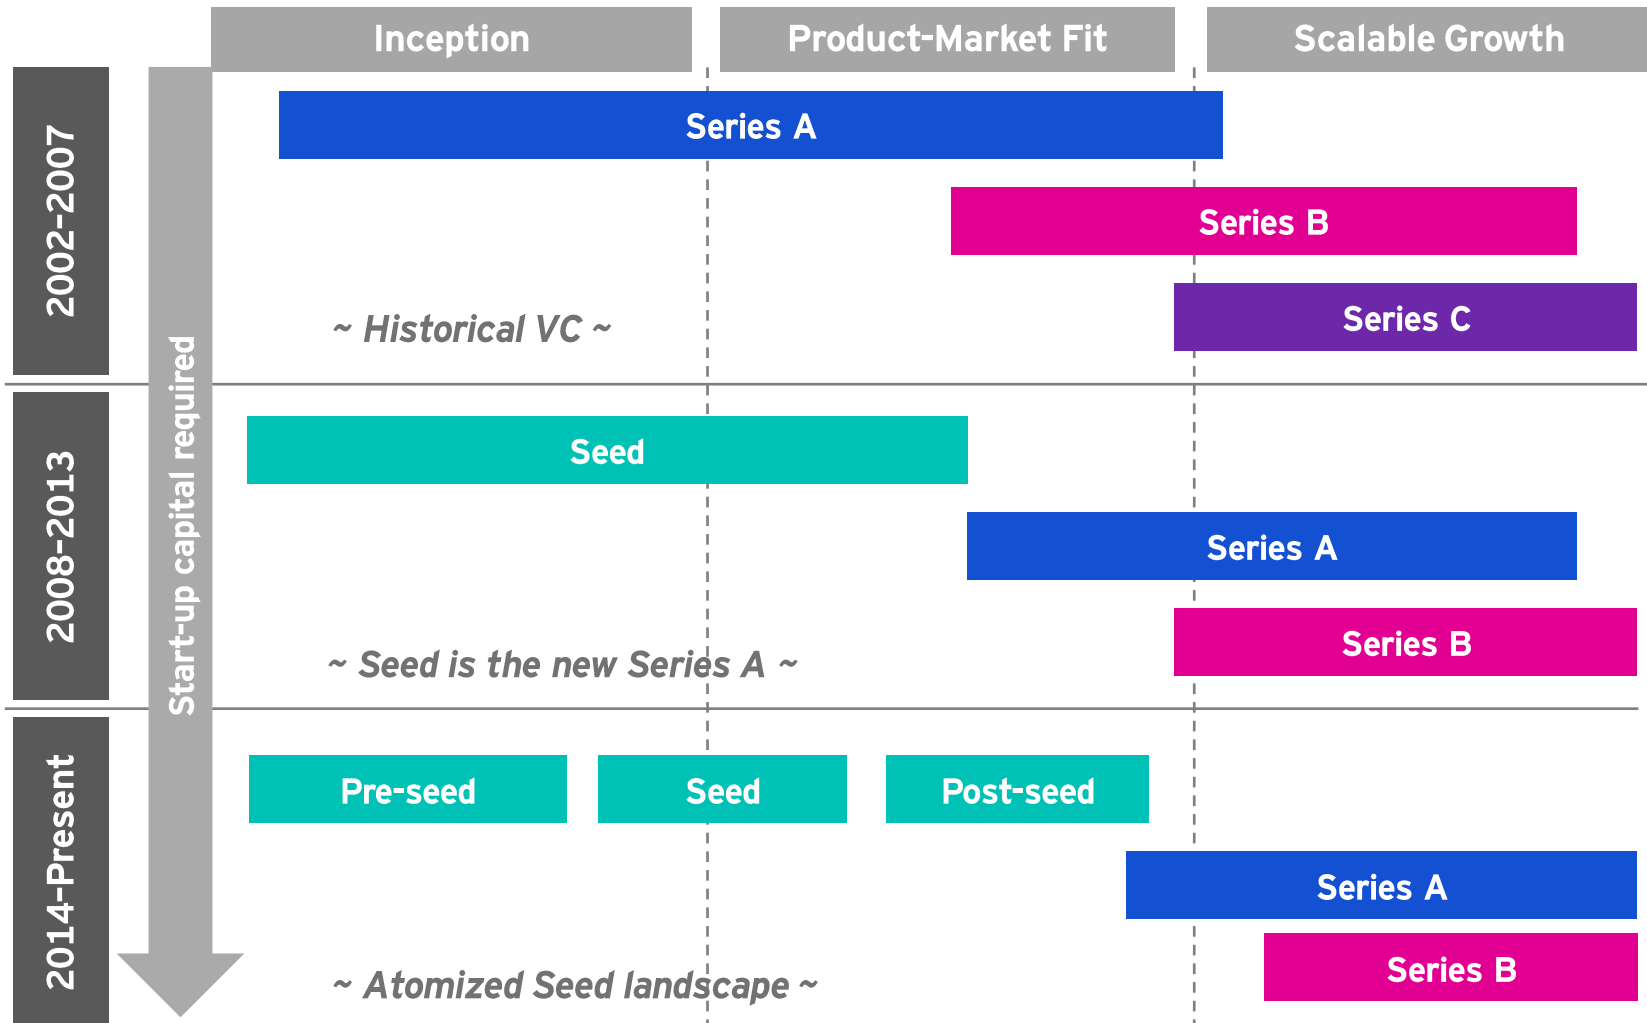 Inception
Product-Market Fit
Scalable Growth
Start-up capital required
2002-2007
Series A
Series B
Series C
~ Historical VC ~
2008-2013
Seed
Series A
Series B
~ Seed is the new Series A ~
2014-Present
Pre-seed
Seed
Post-seed
Series A
Series B
~ Atomized Seed landscape ~